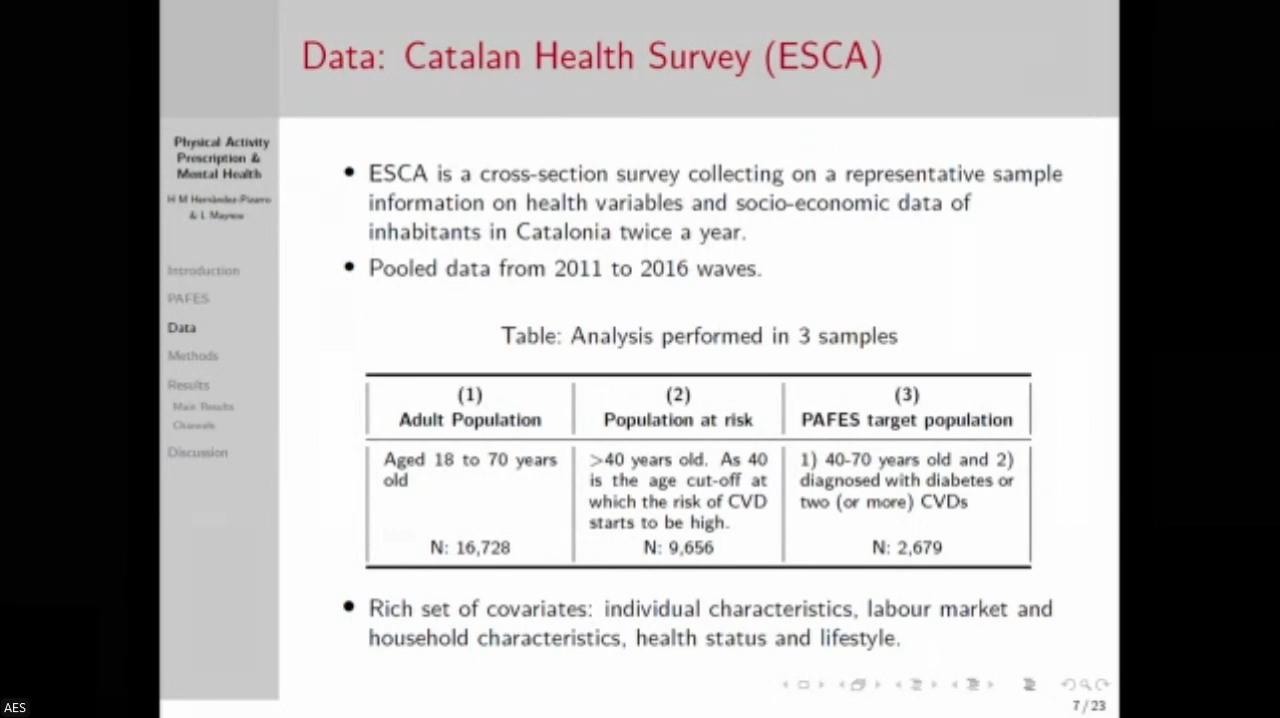 Data: Catalan Health Survey (ESCA)
Physical Activity
Prescription &
Mental Health
H M Hernández-Pizarro
& L Maynou
Introduction
PAFES
Data
Methods
Results
Main Results
Channels
Discussion
• ESCA is a cross-section survey collecting on a representative sample
information on health variables and socio-economic data of
inhabitants in Catalonia twice a year.
• Pooled data from 2011 to 2016 waves.
Table: Analysis performed in 3 samples
(1) (2) (3)
Adult Population Population at risk PAFES target population
Aged 18 to 70 years >40 years old. As 40 1) 40-70 years old and 2)
old is the age cut-off at diagnosed with diabetes or
which the risk of CVD two (or more) CVDs
starts to be high.
N: 16,728 N: 9,656 N: 2,679
• Rich set of covariates: individual characteristics, labour market and
household characteristics, health status and lifestyle.
7 / 23
AES